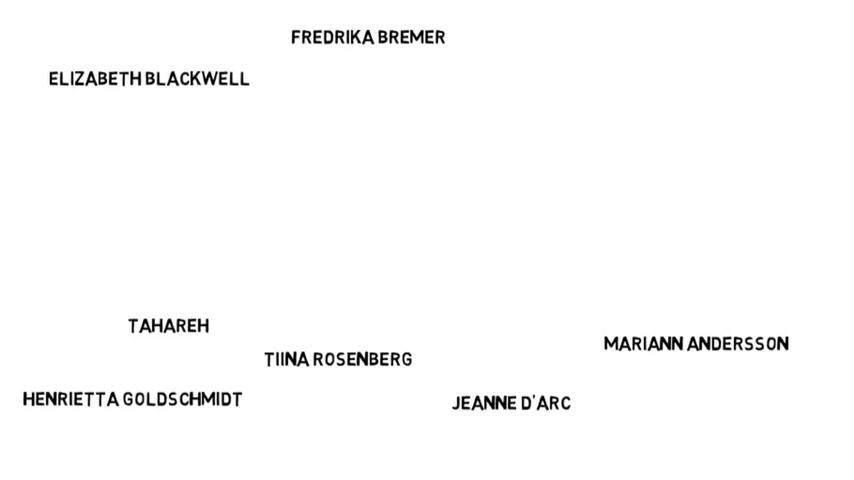 FREDRIKA BREMER
ELIZABETH BLACKWELL
TAHAREH
MARIANN ANDERSSON
TIINA ROSENBERG
HENRIETTA GOLDSCHMIDT
JEANNE D'ARC